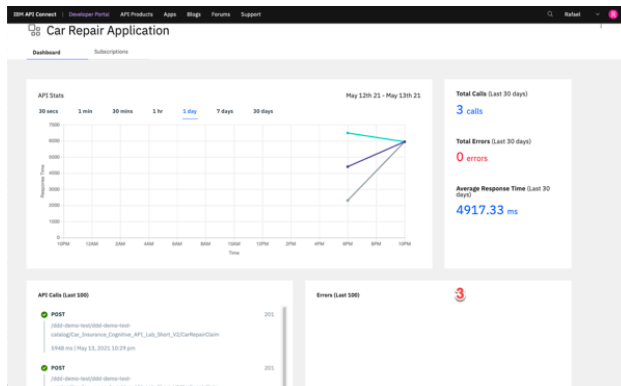 IBM API Connect | Developer Portal API Products Apps Blogs Forums Support Rafael R
Car Repair Application
Dashboard Subscriptions
API Stats May 12th 21 - May 13th 21
30 secs 1 min 30 mins 1 hr 1 day 7 days 30 days
7000
6000
5000
4000
3000
2000
1000
0
Response Time
10PM 12AM 2AM 4AM 6AM 8AM 10AM 12PM 2PM 4PM 6PM 8PM 10PM
Time
Total Calls (Last 30 days)
3 calls
Total Errors (Last 30 days)
0 errors
Average Response Time (Last 30
days)
4917.33 ms
API Calls (Last 100)
POST 201
/ddd-demo-test/ddd-demo-test-
catalog/Car_Insurance_Cognitive_API_Lab_Short_V2/CarRepairClaim
5948 ms | May 13, 2021 10:29 pm
POST 201
/ddd-demo-test/ddd-demo-test-
Errors (Last 100)
3